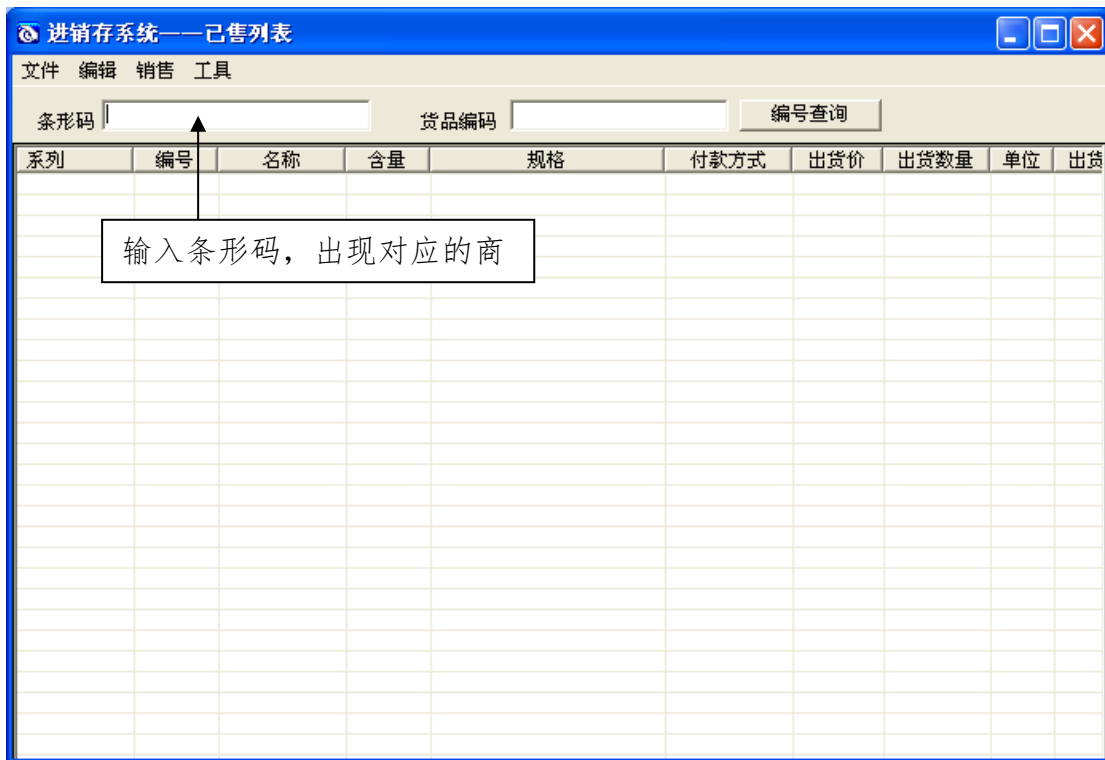 进销存系统——已售列表
文件 编辑 销售 工具
条形码 货品编码 编号查询
系列 编号 名称 含量 规格 付款方式 出货价 出货数量 单位 出货
输入条形码，出现对应的商